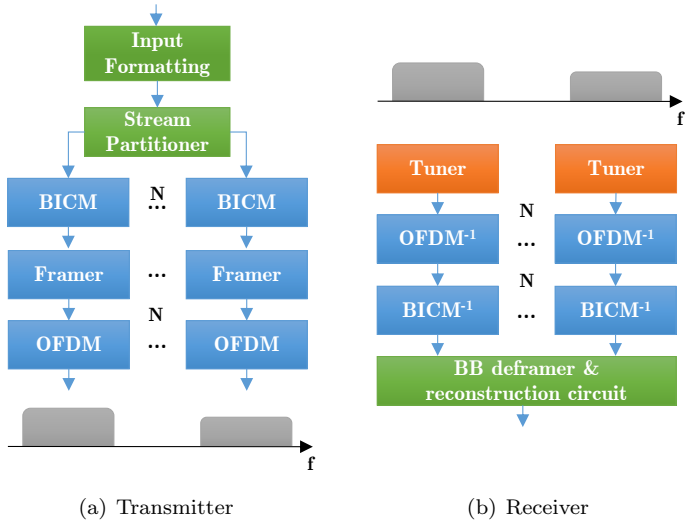 Input
Formatting
Stream
Partitioner
BICM
N
...
BICM
Framer
...
Framer
N
OFDM
...
OFDM
f
(a) Transmitter
f
Tuner
Tuner
N
OFDM-1
...
OFDM-1
N
BICM-1
...
BICM-1
BB deframer &
reconstruction circuit
(b) Receiver